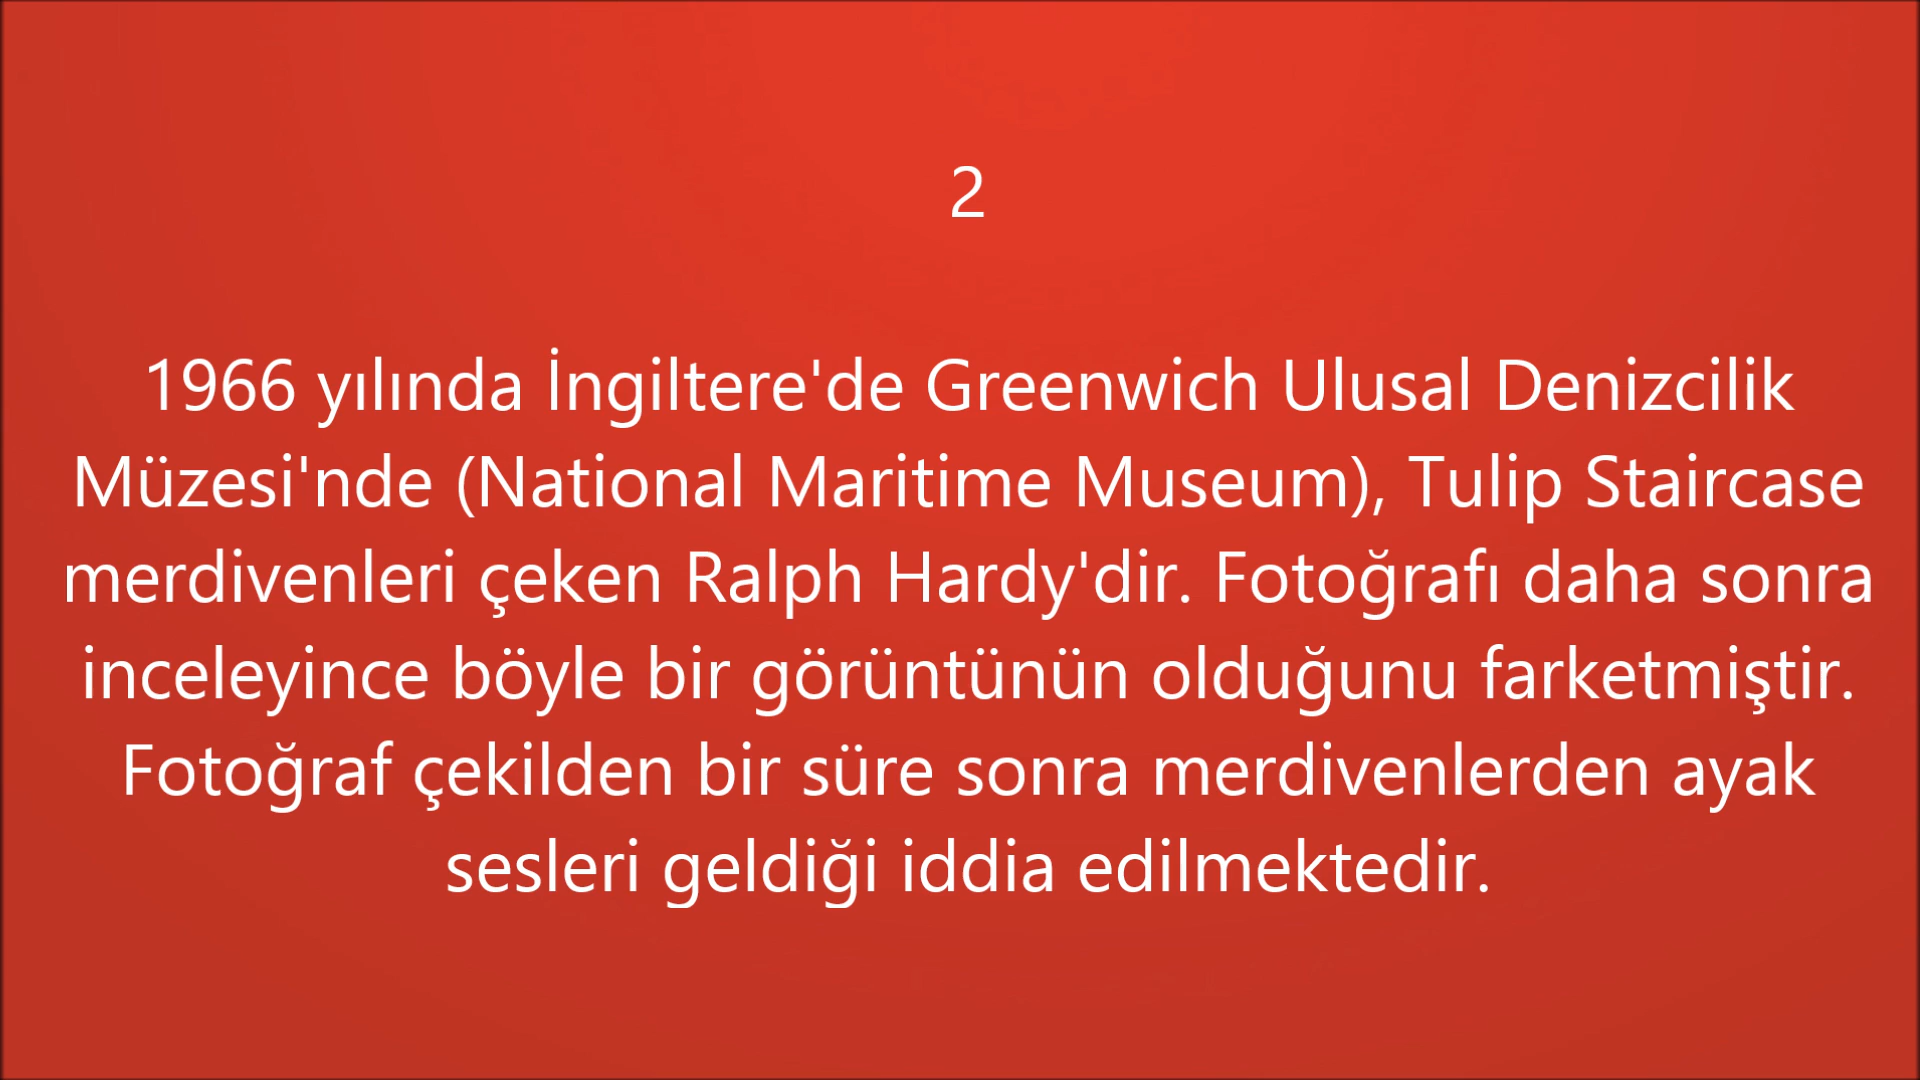 2
1966 yılında İngiltere'de Greenwich Ulusal Denizcilik
Müzesi'nde (National Maritime Museum), Tulip Staircase
merdivenleri çeken Ralph Hardy'dir. Fotoğrafı daha sonra
inceleyince böyle bir görüntünün olduğunu farketmiştir.
Fotoğraf çekilden bir süre sonra merdivenlerden ayak
sesleri geldiği iddia edilmektedir.